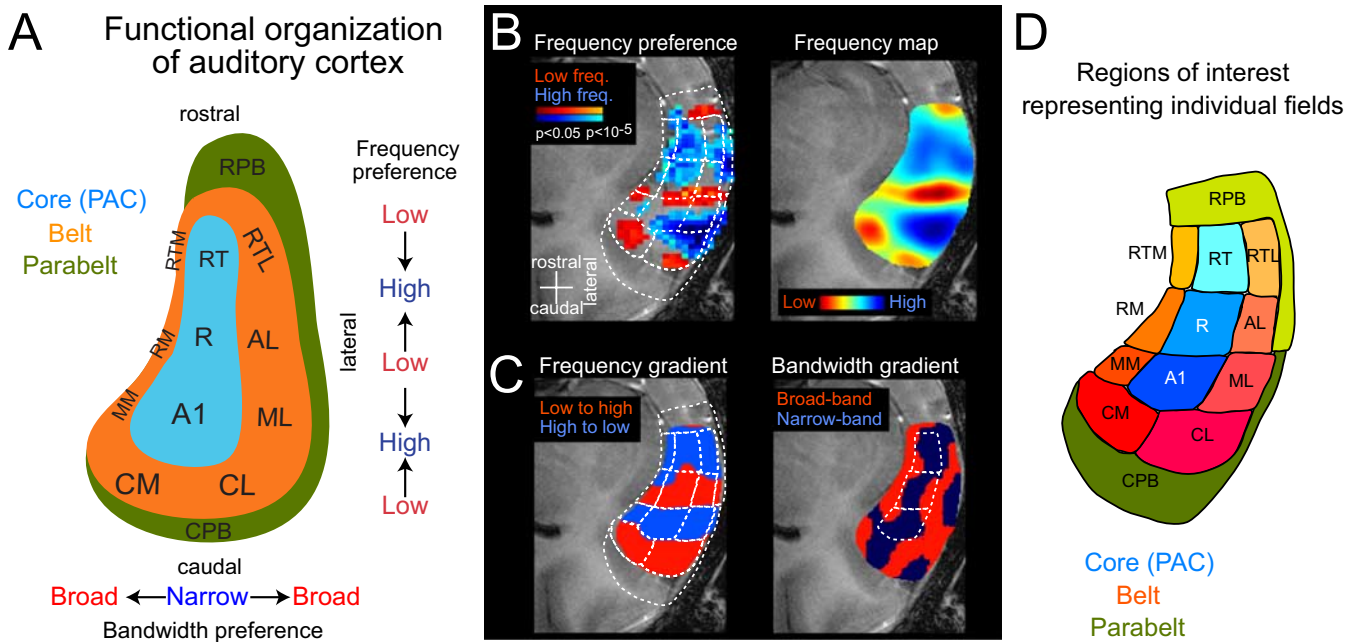 A
Functional organization
of auditory cortex
rostral
RPB
Core (PAC)
Belt
Parabelt
RTM
RT
RTL
RM
R
AL
MM
A1
ML
CM
CL
CPB
lateral
caudal
Frequency
preference
Low
High
Low
High
Low
Broad Narrow Broad
Bandwidth preference
B
Frequency preference
Low freq.
High freq.
p<0.05 p<10-5
rostral
caudal
lateral
Frequency map
Low High
C
Frequency gradient
Low to high
High to low
Bandwidth gradient
Broad-band
Narrow-band
D
Regions of interest
representing individual fields
RPB
RTM
RT
RTL
RM
R
AL
MM
A1
ML
CM
CL
CPB
Core (PAC)
Belt
Parabelt